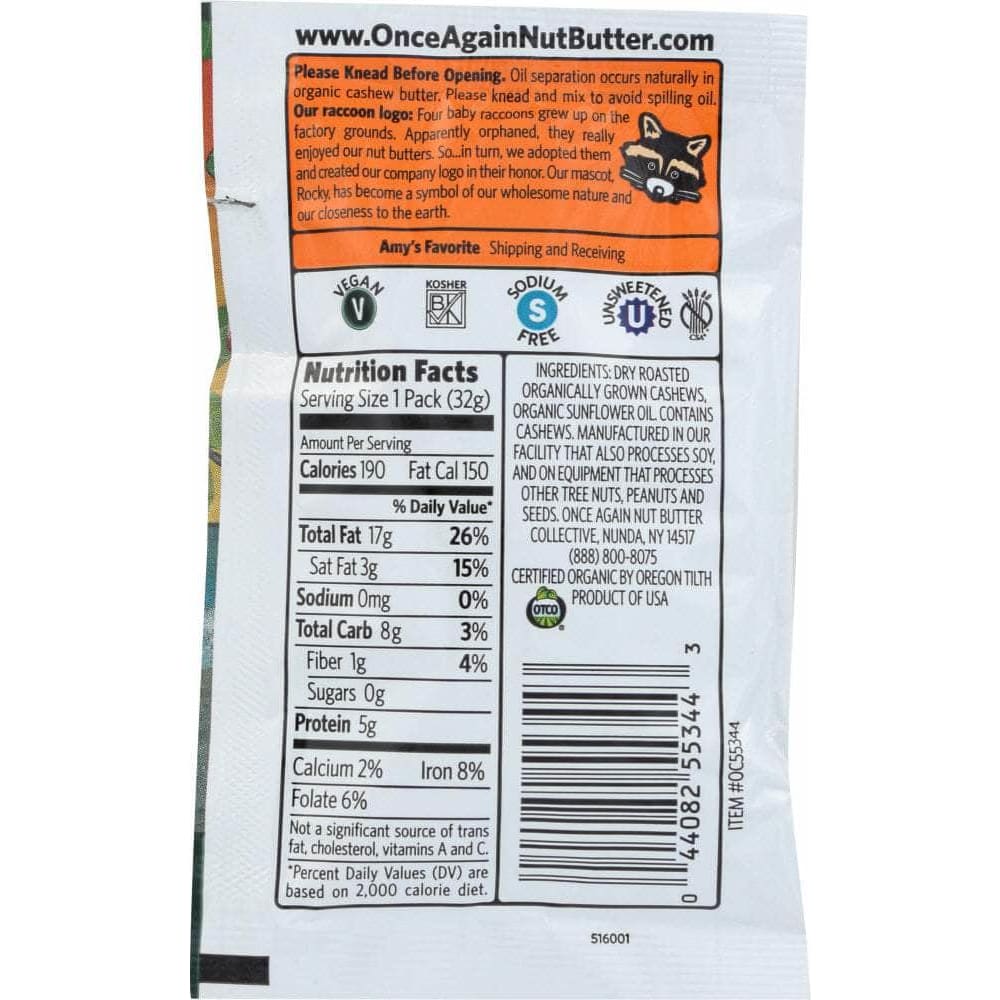 www.OnceAgainNutButter.com
Please Knead Before Opening. Oil separation occurs naturally in
organic cashew butter. Please knead and mix to avoid spilling oil.
Our raccoon logo: Four baby raccoons grew up on the
factory grounds. Apparently orphaned, they really
enjoyed our nut butters. So...in turn, we adopted them
and created our company logo in their honor. Our mascot,
Rocky, has become a symbol of our wholesome nature and
our closeness to the earth.
Amy's Favorite Shipping and Receiving
VEGAN
V
KOSHER
BVK
SODIUM
S
FREE
UNSWEETENED
U
CSA*
Nutrition Facts
Serving Size 1 Pack (32g)
Amount Per Serving
Calories 190 Fat Cal 150
% Daily Value*
Total Fat 17g 26%
Sat Fat 3g 15%
Sodium 0mg 0%
Total Carb 8g 3%
Fiber 1g 4%
Sugars 0g
Protein 5g
Calcium 2% Iron 8%
Folate 6%
Not a significant source of trans
fat, cholesterol, vitamins A and C.
*Percent Daily Values (DV) are
based on 2,000 calorie diet.
INGREDIENTS: DRY ROASTED
ORGANICALLY GROWN CASHEWS,
ORGANIC SUNFLOWER OIL. CONTAINS
CASHEWS. MANUFACTURED IN OUR
FACILITY THAT ALSO PROCESSES SOY,
AND ON EQUIPMENT THAT PROCESSES
OTHER TREE NUTS, PEANUTS AND
SEEDS. ONCE AGAIN NUT BUTTER
COLLECTIVE, NUNDA, NY 14517
(888) 800-8075
CERTIFIED ORGANIC BY OREGON TILTH
OTCO
PRODUCT OF USA
0 44082 55344 3
ITEM #0C55344
516001